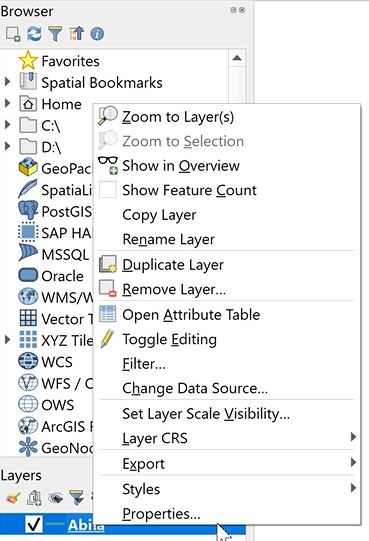 Browser
Favorites
Spatial Bookmarks
Home
C:\
D:\
GeoPac
SpatiaLi
PostGIS
SAP HA
MSSQL
Oracle
WMS/W
Vector T
XYZ Tile
WCS
WFS / O
OWS
ArcGIS F
GeoNod
Zoom to Layer(s)
Zoom to Selection
Show in Overview
Show Feature Count
Copy Layer
Rename Layer
Duplicate Layer
Remove Layer...
Open Attribute Table
Toggle Editing
Filter...
Change Data Source...
Set Layer Scale Visibility...
Layer CRS
Export
Styles
Properties...
Layers
Abila